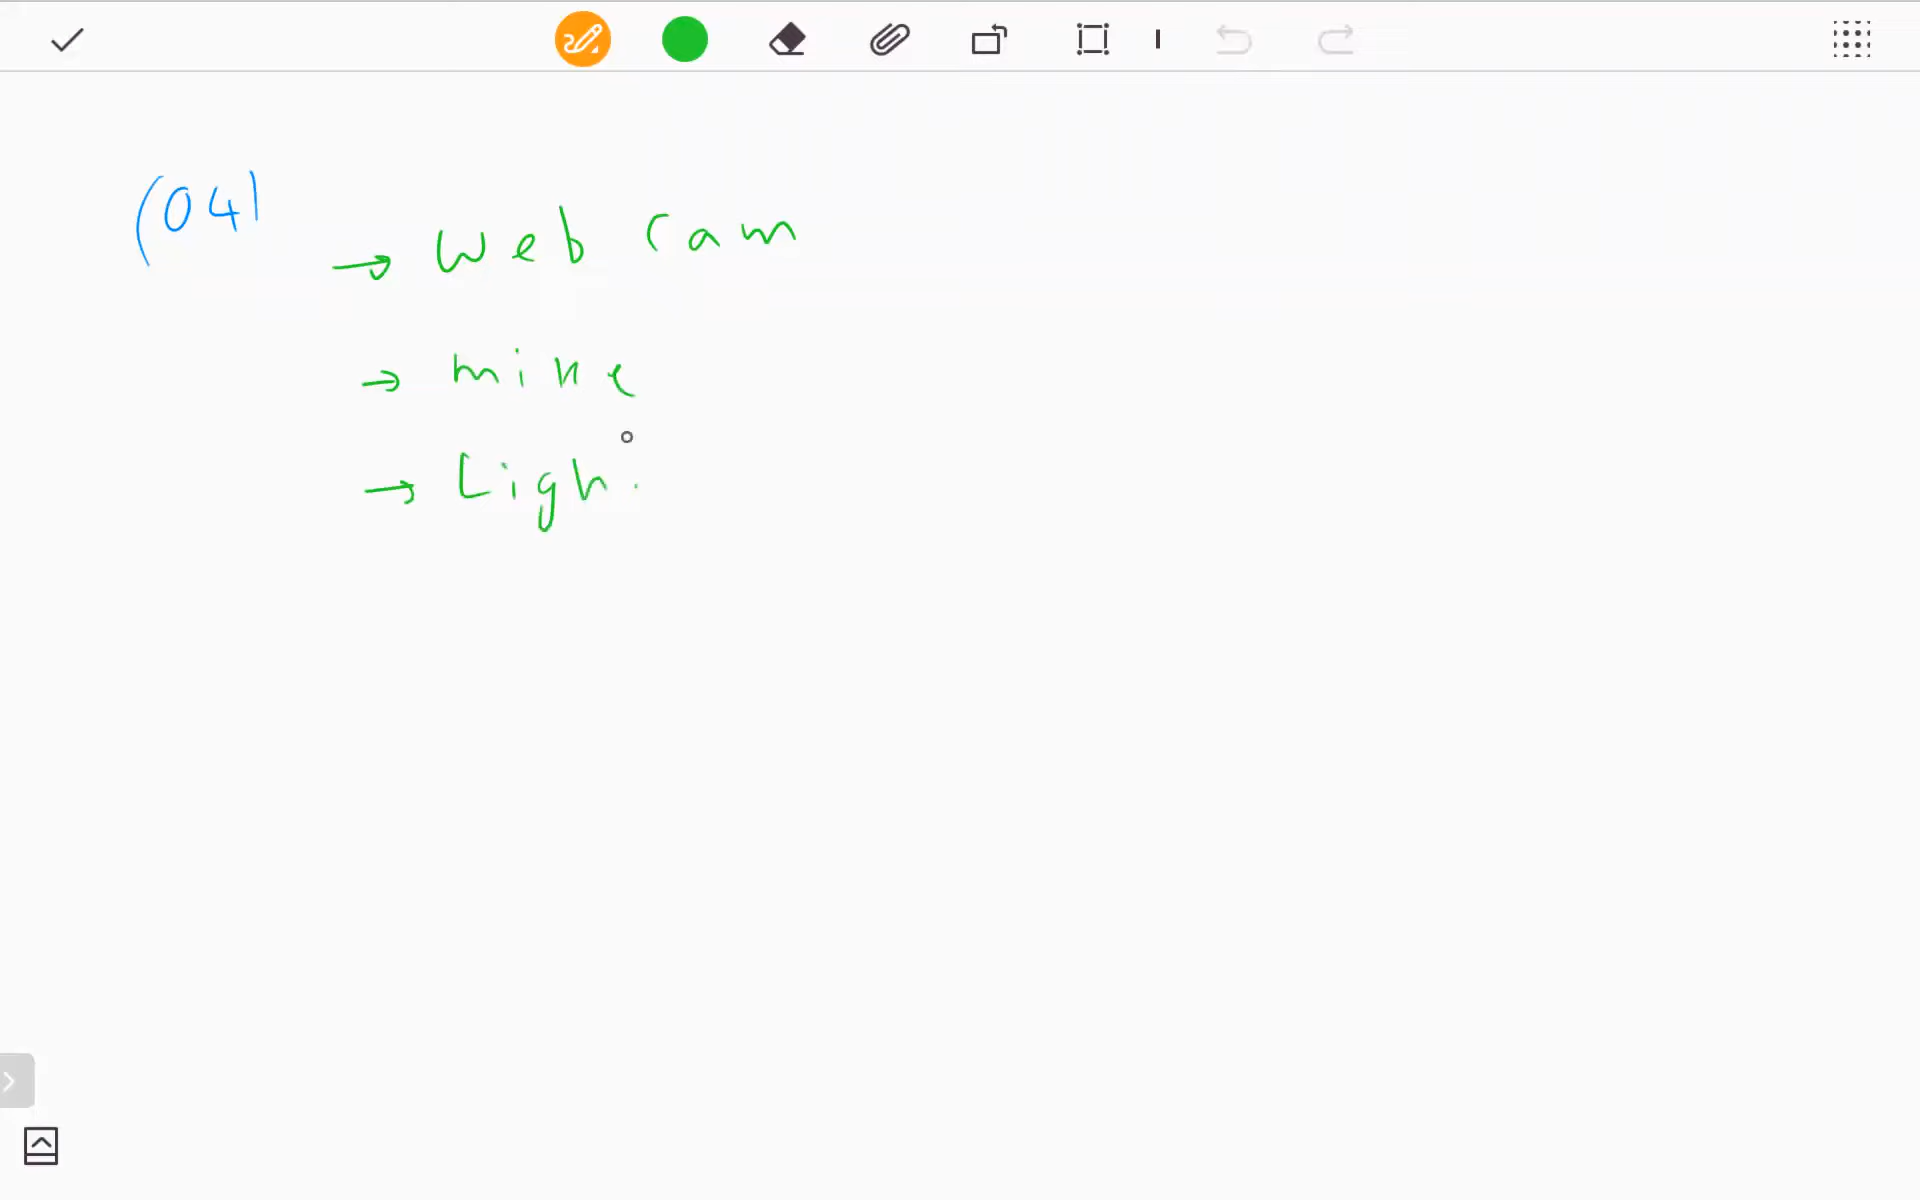 (04)
→ Web cam
→ mike
→ Ligh